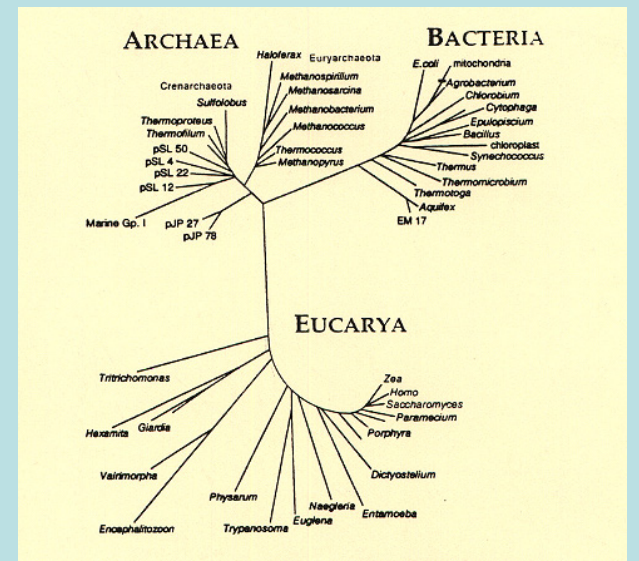 ARCHAEA
Haloferax
Euryarchaeota
Methanospirillum
Methanosarcina
Methanobacterium
Methanococcus
Thermococcus
Methanopyrus
Crenarchaeota
Sulfolobus
Thermoproteus
Thermofilum
pSL 50
pSL 4
pSL 22
pSL 12
Marine Gp. I
pJP 27
pJP 78
BACTERIA
E.coli
mitochondria
Agrobacterium
Chlorobium
Cytophaga
Epulopiscium
Bacillus
chloroplast
Synechococcus
Thermus
Thermomicrobium
Thermotoga
Aquifex
EM 17
EUCARYA
Tritrichomonas
Zea
Homo
Saccharomyces
Paramecium
Porphyra
Hexamita
Giardia
Vairimorpha
Dictyostelium
Physarum
Naegleria
Entamoeba
Encephalitozoon
Trypanosoma
Euglena